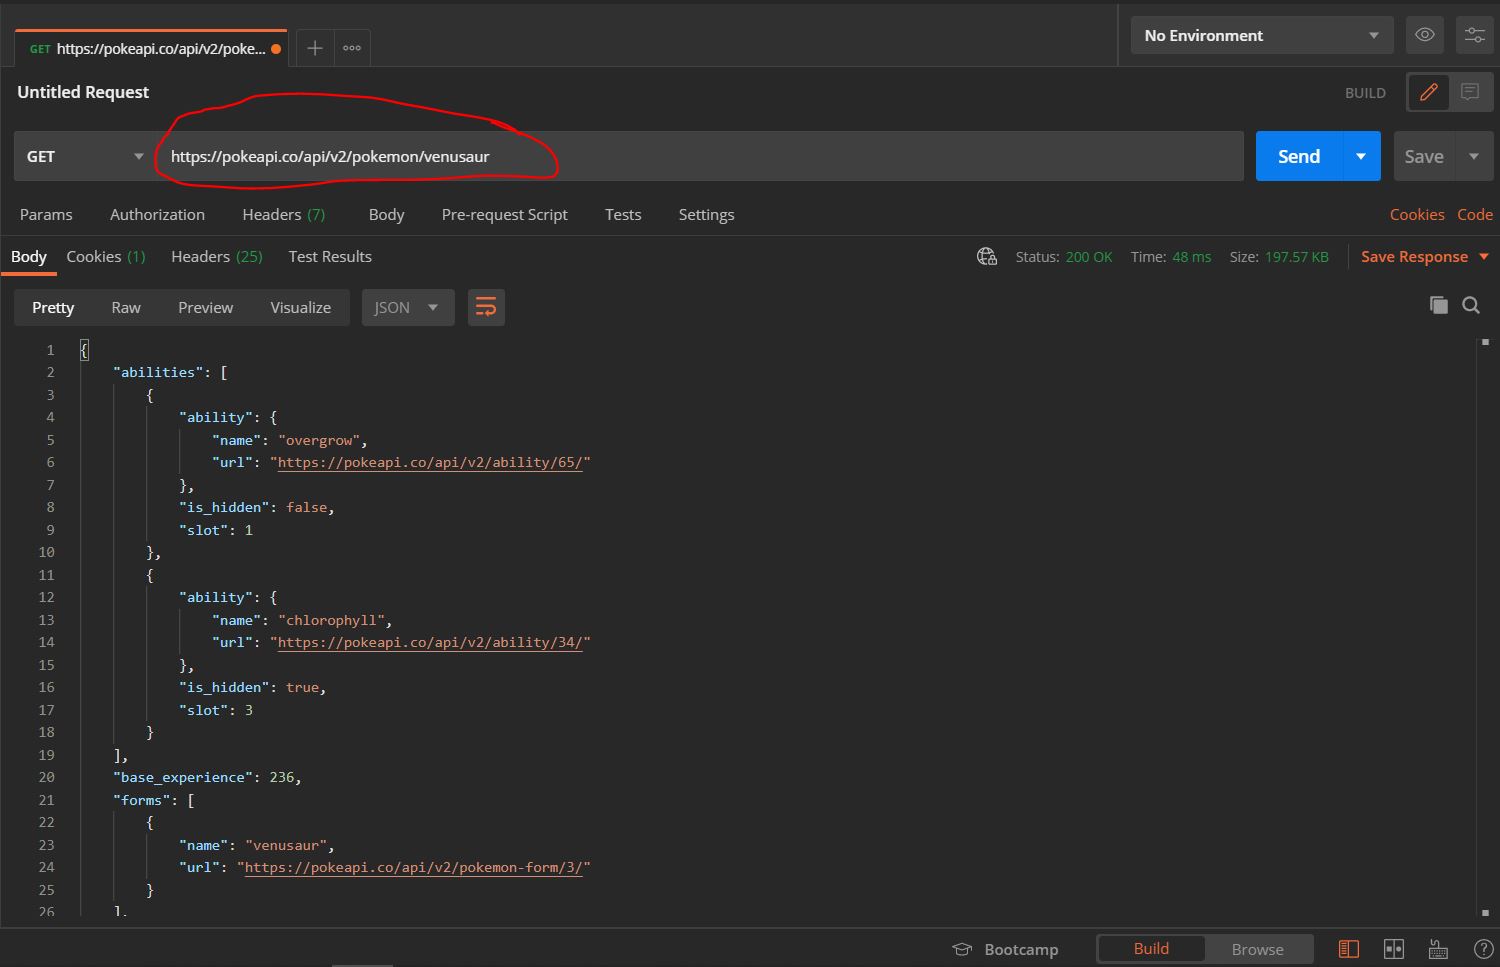 GET https://pokeapi.co/api/v2/poke...
No Environment
Untitled Request
BUILD
GET https://pokeapi.co/api/v2/pokemon/venusaur Send Save
Params Authorization Headers (7) Body Pre-request Script Tests Settings Cookies Code
Body Cookies (1) Headers (25) Test Results Status: 200 OK Time: 48 ms Size: 197.57 KB Save Response
Pretty Raw Preview Visualize JSON
1 {
2 "abilities": [
3 {
4 "ability": {
5 "name": "overgrow",
6 "url": "https://pokeapi.co/api/v2/ability/65/"
7 },
8 "is_hidden": false,
9 "slot": 1
10 },
11 {
12 "ability": {
13 "name": "chlorophyll",
14 "url": "https://pokeapi.co/api/v2/ability/34/"
15 },
16 "is_hidden": true,
17 "slot": 3
18 }
19 ],
20 "base_experience": 236,
21 "forms": [
22 {
23 "name": "venusaur",
24 "url": "https://pokeapi.co/api/v2/pokemon-form/3/"
25 }
26 ],
Bootcamp Build Browse